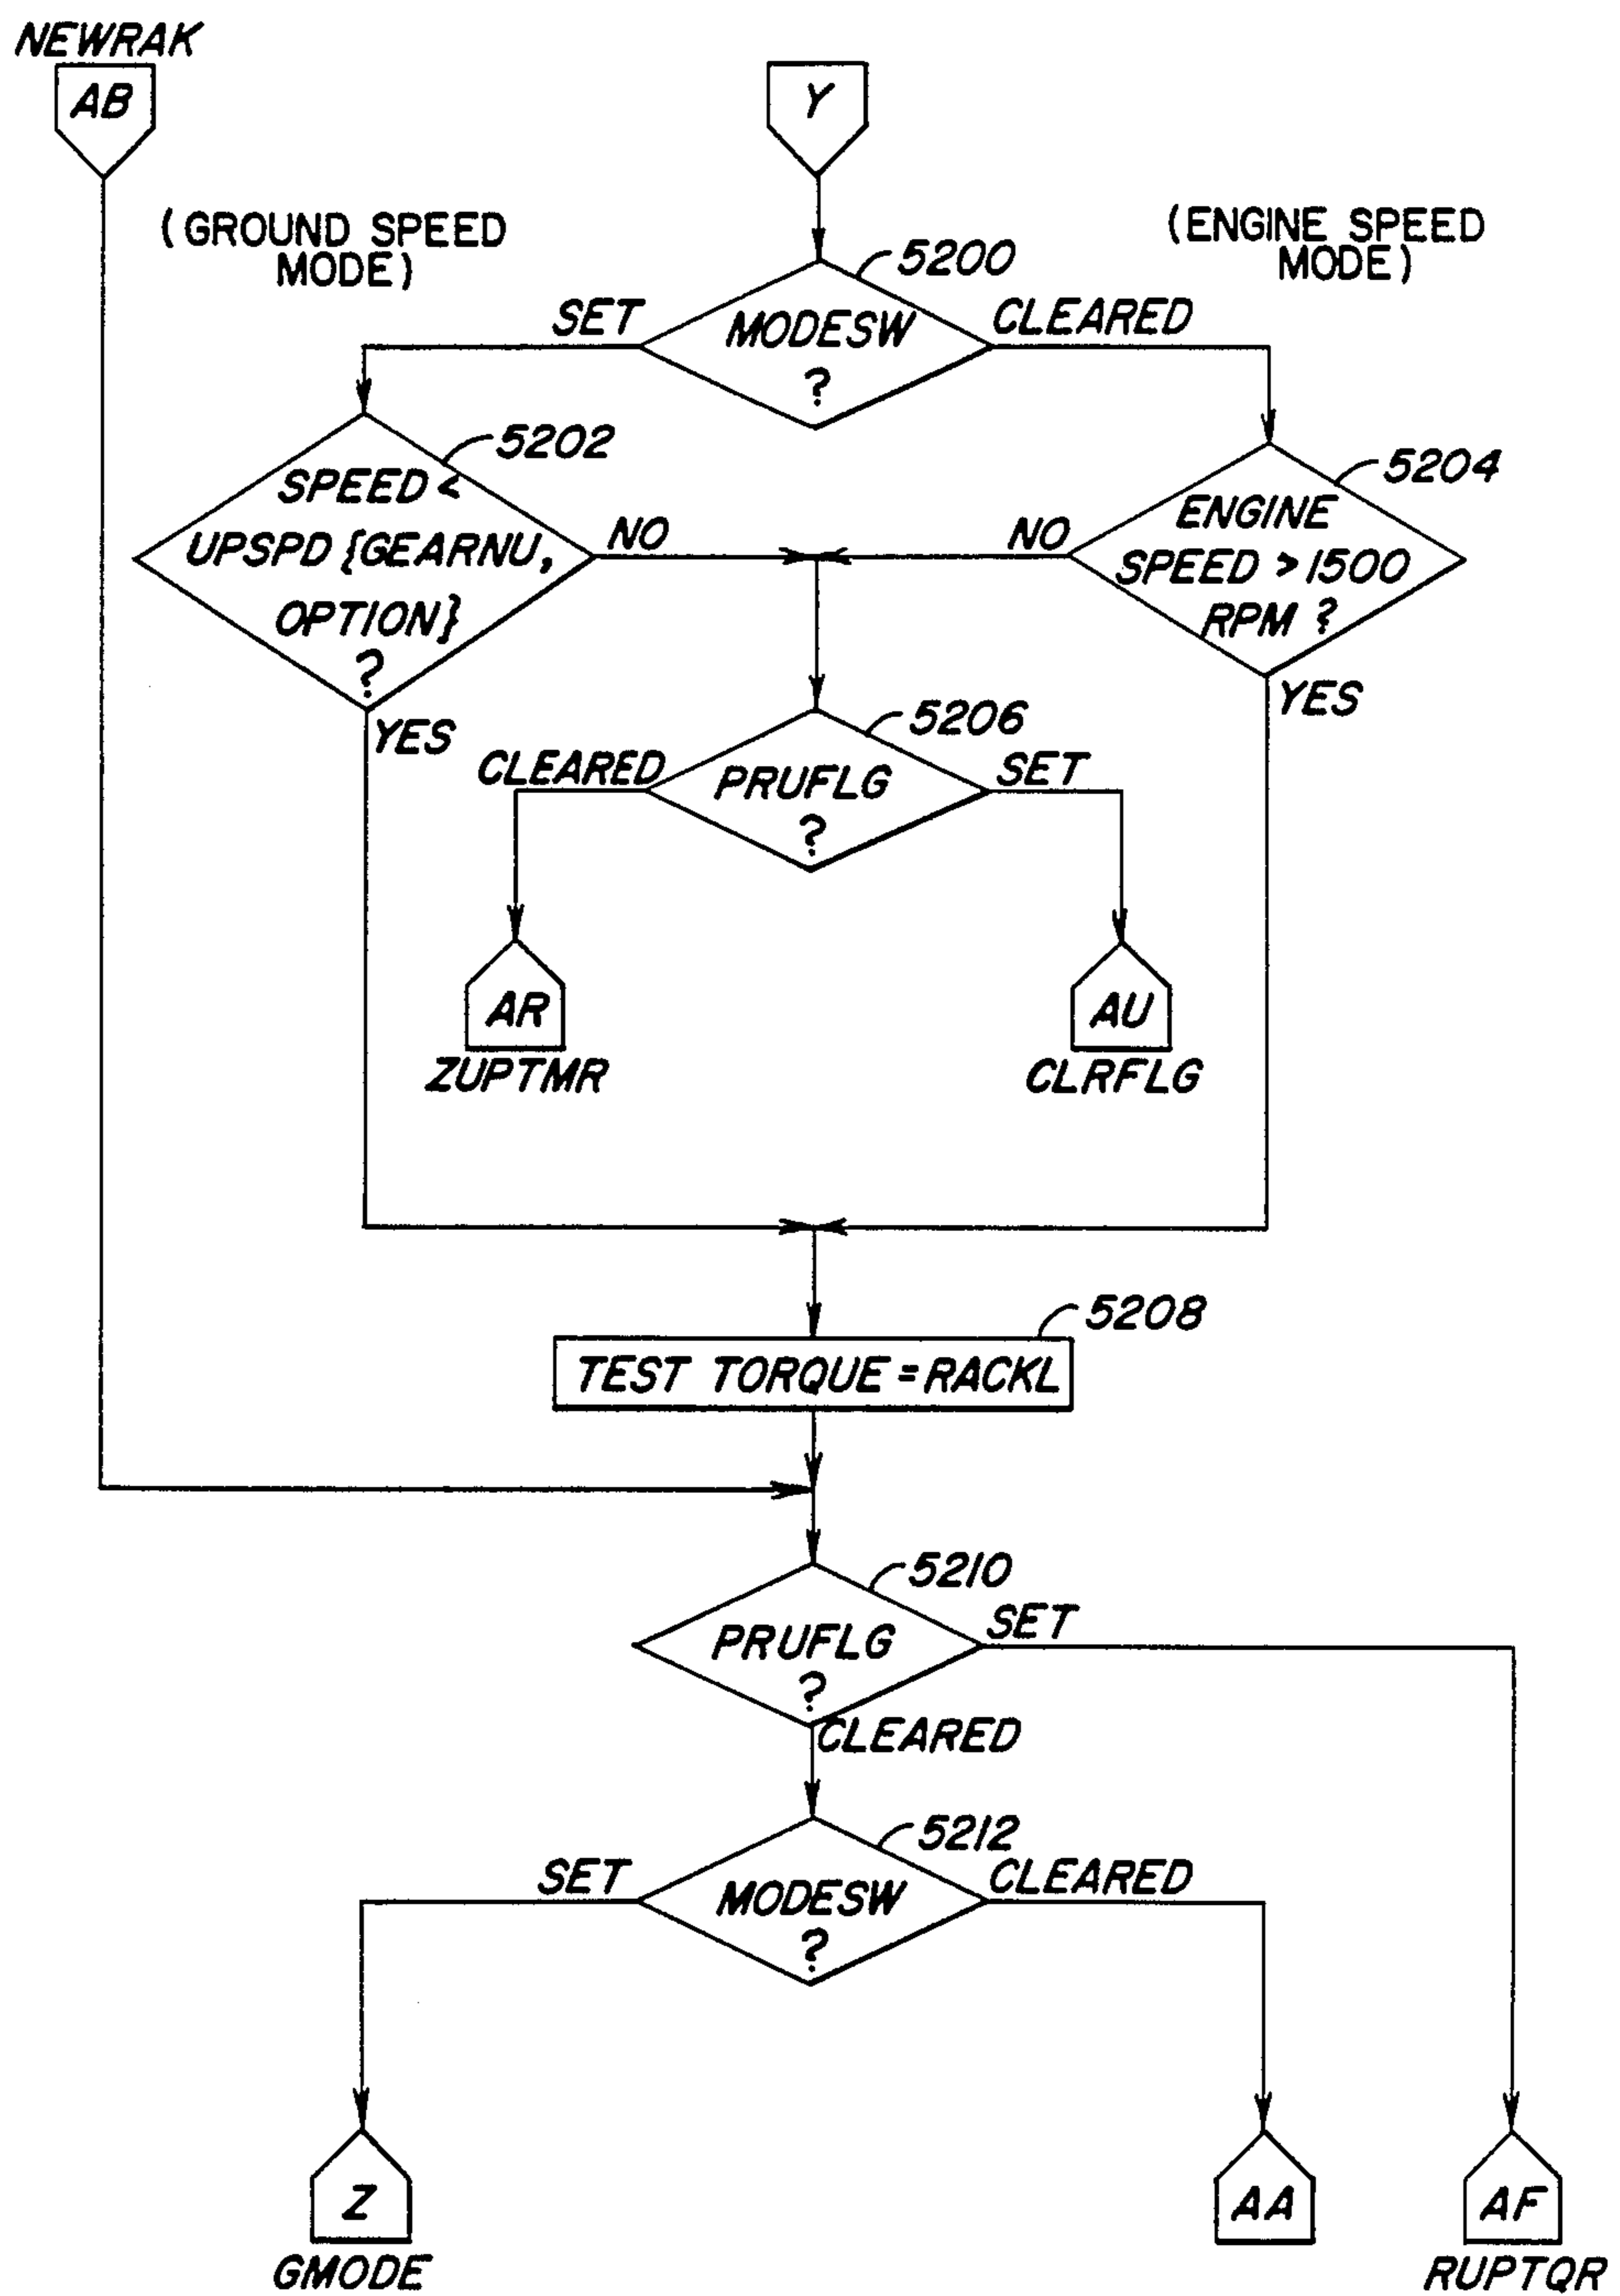 NEWRAK
AB
Y
(GROUND SPEED
MODE)
(ENGINE SPEED
MODE)
5200
SET
MODESW
?
CLEARED
5202
SPEED <
UPSPD {GEARNU,
OPTION}
?
NO
YES
5204
ENGINE
SPEED > 1500
RPM ?
NO
YES
5206
CLEARED
PRUFLG
?
SET
AR
ZUPTMR
AU
CLRFLG
5208
TEST TORQUE = RACKL
5210
PRUFLG
?
SET
CLEARED
5212
SET
MODESW
?
CLEARED
Z
GMODE
AA
AF
RUPTQR